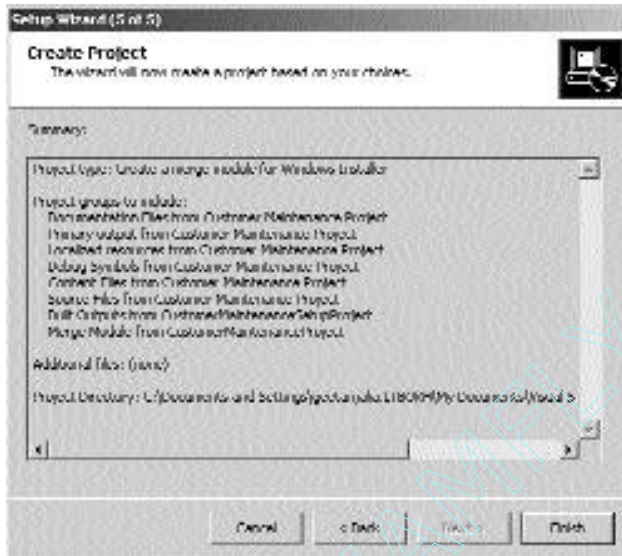 Setup Wizard (5 of 5)
Create Project
The wizard will now create a project based on your choices.
Summary:
Project type: Create a merge module for Windows Installer
Project groups to include:
Documentation Files from Customer Maintenance Project
Primary output from Customer Maintenance Project
Localized resources from Customer Maintenance Project
Debug Symbols from Customer Maintenance Project
Content Files from Customer Maintenance Project
Source Files from Customer Maintenance Project
Built Outputs from CustomerMaintenanceSetupProject
Merge Module from CustomerMaintenanceProject
Additional files: (none)
Project Directory: C:\Documents and Settings\ \My Documents\Visual S
Cancel
< Back
Next >
Finish